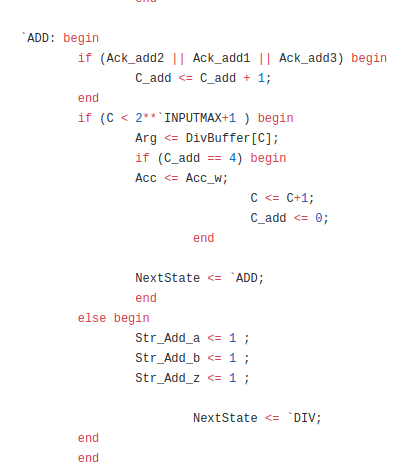 end
`ADD: begin
if (Ack_add2 || Ack_add1 || Ack_add3) begin
C_add <= C_add + 1;
end
if (C < 2**`INPUTMAX+1 ) begin
Arg <= DivBuffer[C];
if (C_add == 4) begin
Acc <= Acc_w;
C <= C+1;
C_add <= 0;
end
NextState <= `ADD;
end
else begin
Str_Add_a <= 1 ;
Str_Add_b <= 1 ;
Str_Add_z <= 1 ;
NextState <= `DIV;
end
end